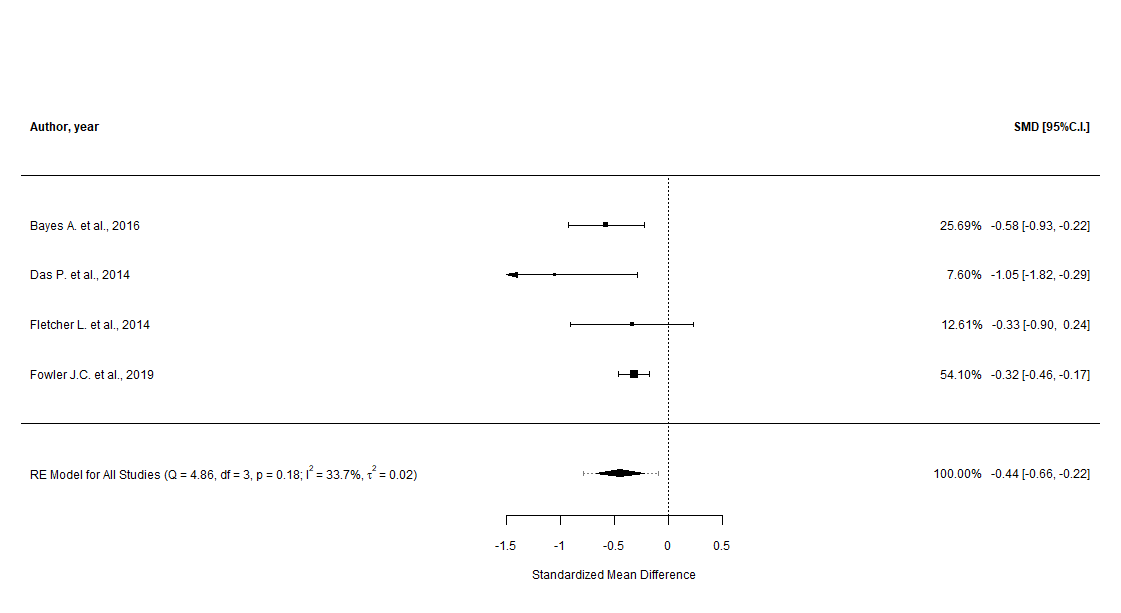 Author, year SMD [95%C.I.]
Bayes A. et al., 2016 25.69% -0.58 [-0.93, -0.22]
Das P. et al., 2014 7.60% -1.05 [-1.82, -0.29]
Fletcher L. et al., 2014 12.61% -0.33 [-0.90, 0.24]
Fowler J.C. et al., 2019 54.10% -0.32 [-0.46, -0.17]
RE Model for All Studies (Q = 4.86, df = 3, p = 0.18; I² = 33.7%, τ² = 0.02) 100.00% -0.44 [-0.66, -0.22]
-1.5 -1 -0.5 0 0.5
Standardized Mean Difference